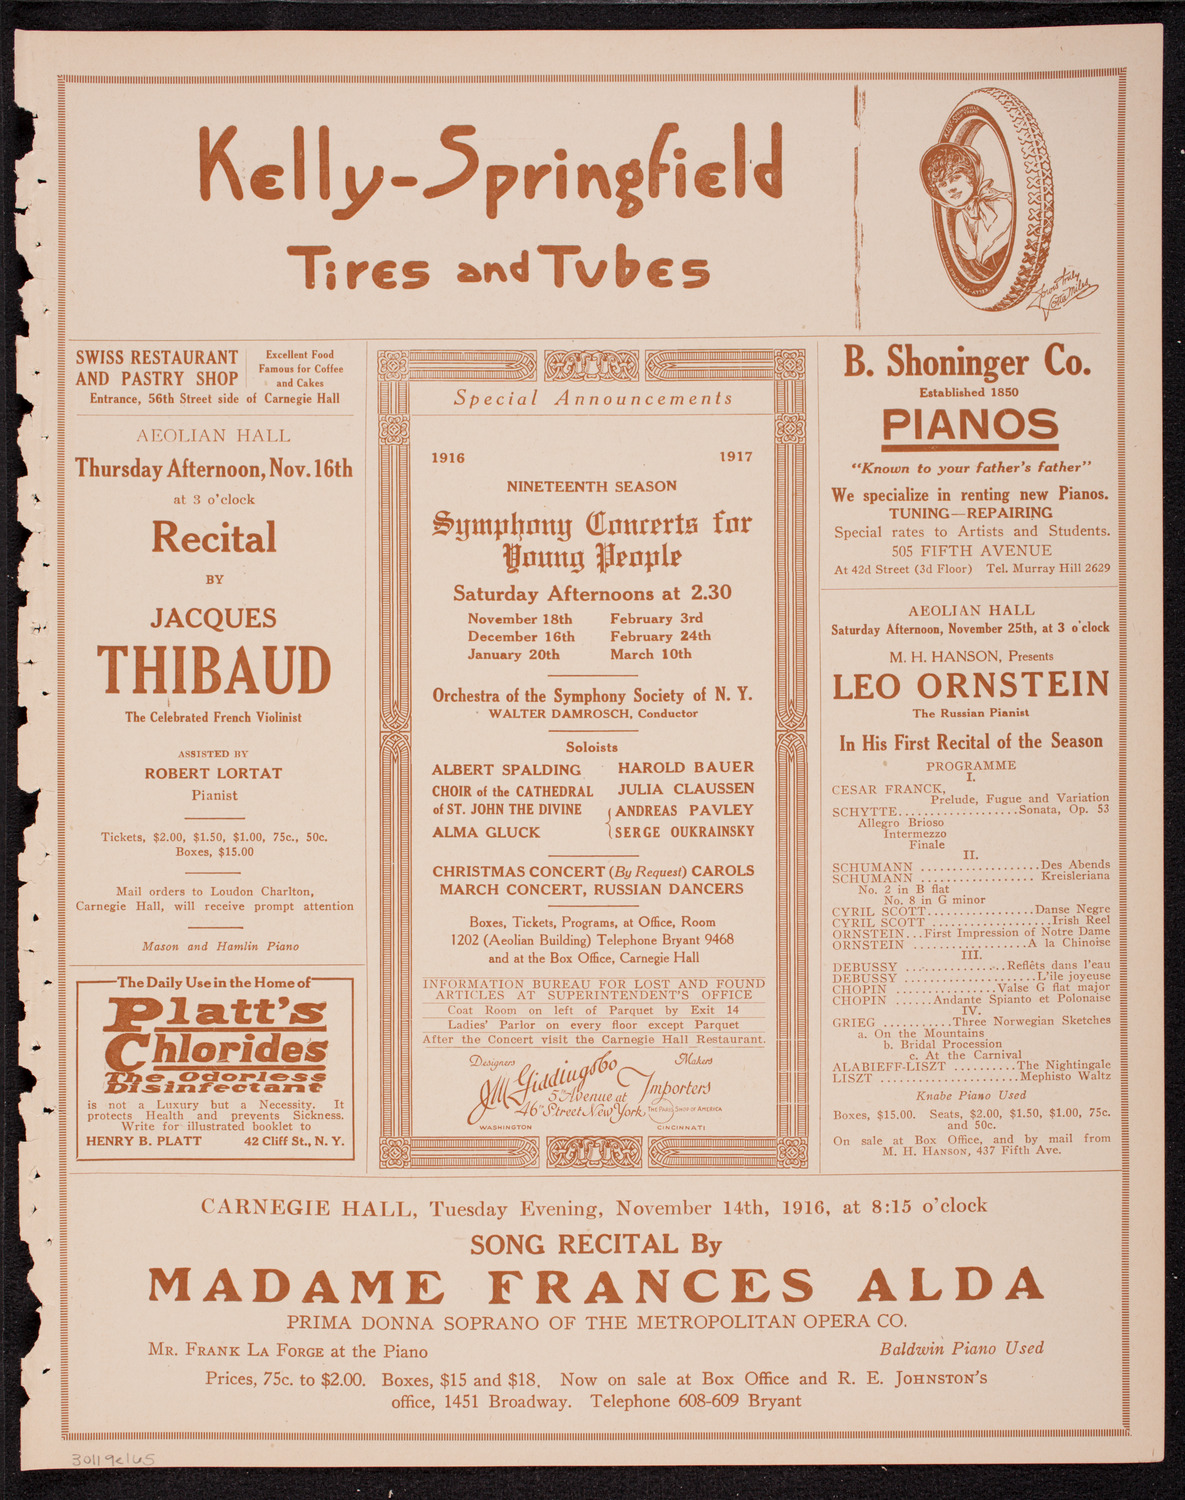 Kelly-Springfield
Tires and Tubes
KELLY-SPRINGFIELD
Yours truly
Lotta Miles
SWISS RESTAURANT
AND PASTRY SHOP
Excellent Food
Famous for Coffee
and Cakes
Entrance, 56th Street side of Carnegie Hall
AEOLIAN HALL
Thursday Afternoon, Nov. 16th
at 3 o'clock
Recital
BY
JACQUES
THIBAUD
The Celebrated French Violinist
ASSISTED BY
ROBERT LORTAT
Pianist
Tickets, $2.00, $1.50, $1.00, 75c., 50c.
Boxes, $15.00
Mail orders to Loudon Charlton,
Carnegie Hall, will receive prompt attention
Mason and Hamlin Piano
The Daily Use in the Home of
Platt's
Chlorides
The Odorless
Disinfectant
is not a Luxury but a Necessity. It
protects Health and prevents Sickness.
Write for illustrated booklet to
HENRY B. PLATT 42 Cliff St., N. Y.
Special Announcements
1916 1917
NINETEENTH SEASON
Symphony Concerts for
Young People
Saturday Afternoons at 2.30
November 18th February 3rd
December 16th February 24th
January 20th March 10th
Orchestra of the Symphony Society of N. Y.
WALTER DAMROSCH, Conductor
Soloists
ALBERT SPALDING HAROLD BAUER
CHOIR of the CATHEDRAL JULIA CLAUSSEN
of ST. JOHN THE DIVINE { ANDREAS PAVLEY
ALMA GLUCK { SERGE OUKRAINSKY
CHRISTMAS CONCERT (By Request) CAROLS
MARCH CONCERT, RUSSIAN DANCERS
Boxes, Tickets, Programs, at Office, Room
1202 (Aeolian Building) Telephone Bryant 9468
and at the Box Office, Carnegie Hall
INFORMATION BUREAU FOR LOST AND FOUND
ARTICLES AT SUPERINTENDENT'S OFFICE
Coat Room on left of Parquet by Exit 14
Ladies' Parlor on every floor except Parquet
After the Concert visit the Carnegie Hall Restaurant.
Designers Makers
J.M. Gidding & Co Importers
5th Avenue at
46th Street New York THE PARIS SHOP OF AMERICA
WASHINGTON CINCINNATI
B. Shoninger Co.
Established 1850
PIANOS
"Known to your father's father"
We specialize in renting new Pianos.
TUNING—REPAIRING
Special rates to Artists and Students.
505 FIFTH AVENUE
At 42d Street (3d Floor) Tel. Murray Hill 2629
AEOLIAN HALL
Saturday Afternoon, November 25th, at 3 o'clock
M. H. HANSON, Presents
LEO ORNSTEIN
The Russian Pianist
In His First Recital of the Season
PROGRAMME
I.
CESAR FRANCK,
Prelude, Fugue and Variation
SCHYTTE..................Sonata, Op. 53
Allegro Brioso
Intermezzo
Finale
II.
SCHUMANN ..................Des Abends
SCHUMANN ................. Kreisleriana
No. 2 in B flat
No. 8 in G minor
CYRIL SCOTT................Danse Negre
CYRIL SCOTT ..................Irish Reel
ORNSTEIN...First Impression of Notre Dame
ORNSTEIN ..................A la Chinoise
III.
DEBUSSY ................Reflêts dans l'eau
DEBUSSY ....................L'ile joyeuse
CHOPIN ................Valse G flat major
CHOPIN ......Andante Spianto et Polonaise
IV.
GRIEG ...........Three Norwegian Sketches
a. On the Mountains
b. Bridal Procession
c. At the Carnival
ALABIEFF-LISZT ..........The Nightingale
LISZT ......................Mephisto Waltz
Knabe Piano Used
Boxes, $15.00. Seats, $2.00, $1.50, $1.00, 75c.
and 50c.
On sale at Box Office, and by mail from
M. H. HANSON, 437 Fifth Ave.
CARNEGIE HALL, Tuesday Evening, November 14th, 1916, at 8:15 o'clock
SONG RECITAL By
MADAME FRANCES ALDA
PRIMA DONNA SOPRANO OF THE METROPOLITAN OPERA CO.
MR. FRANK LA FORGE at the Piano Baldwin Piano Used
Prices, 75c. to $2.00. Boxes, $15 and $18. Now on sale at Box Office and R. E. JOHNSTON'S
office, 1451 Broadway. Telephone 608-609 Bryant